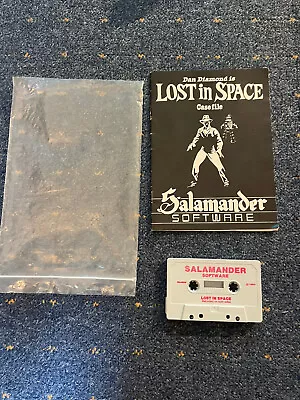 Dan Diamond is
LOST in SPACE
Case file
Salamander
SOFTWARE
SALAMANDER
SOFTWARE
LOST IN SPACE